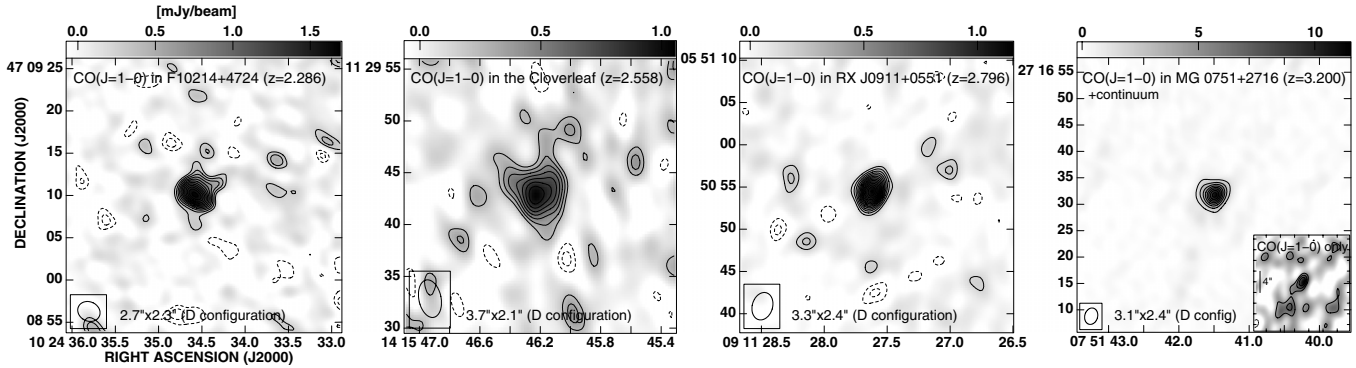 [mJy/beam]
0.0 0.5 1.0 1.5
CO(J=1–0) in F10214+4724 (z=2.286)
47 09 25
20
15
10
05
00
08 55
DECLINATION (J2000)
2.7"x2.3" (D configuration)
10 24 36.0 35.5 35.0 34.5 34.0 33.5 33.0
RIGHT ASCENSION (J2000)
0.0 0.5 1.0
CO(J=1–0) in the Cloverleaf (z=2.558)
11 29 55
50
45
40
35
30
3.7"x2.1" (D configuration)
14 15 47.0 46.6 46.2 45.8 45.4
0.0 0.5 1.0
CO(J=1–0) in RX J0911+0551 (z=2.796)
05 51 10
05
00
50 55
50
45
40
3.3"x2.4" (D configuration)
09 11 28.5 28.0 27.5 27.0 26.5
0 5 10
CO(J=1–0) in MG 0751+2716 (z=3.200)
+continuum
27 16 55
50
45
40
35
30
25
20
15
10
CO(J=1–0) only
4"
3.1"x2.4" (D config)
07 51 43.0 42.0 41.0 40.0